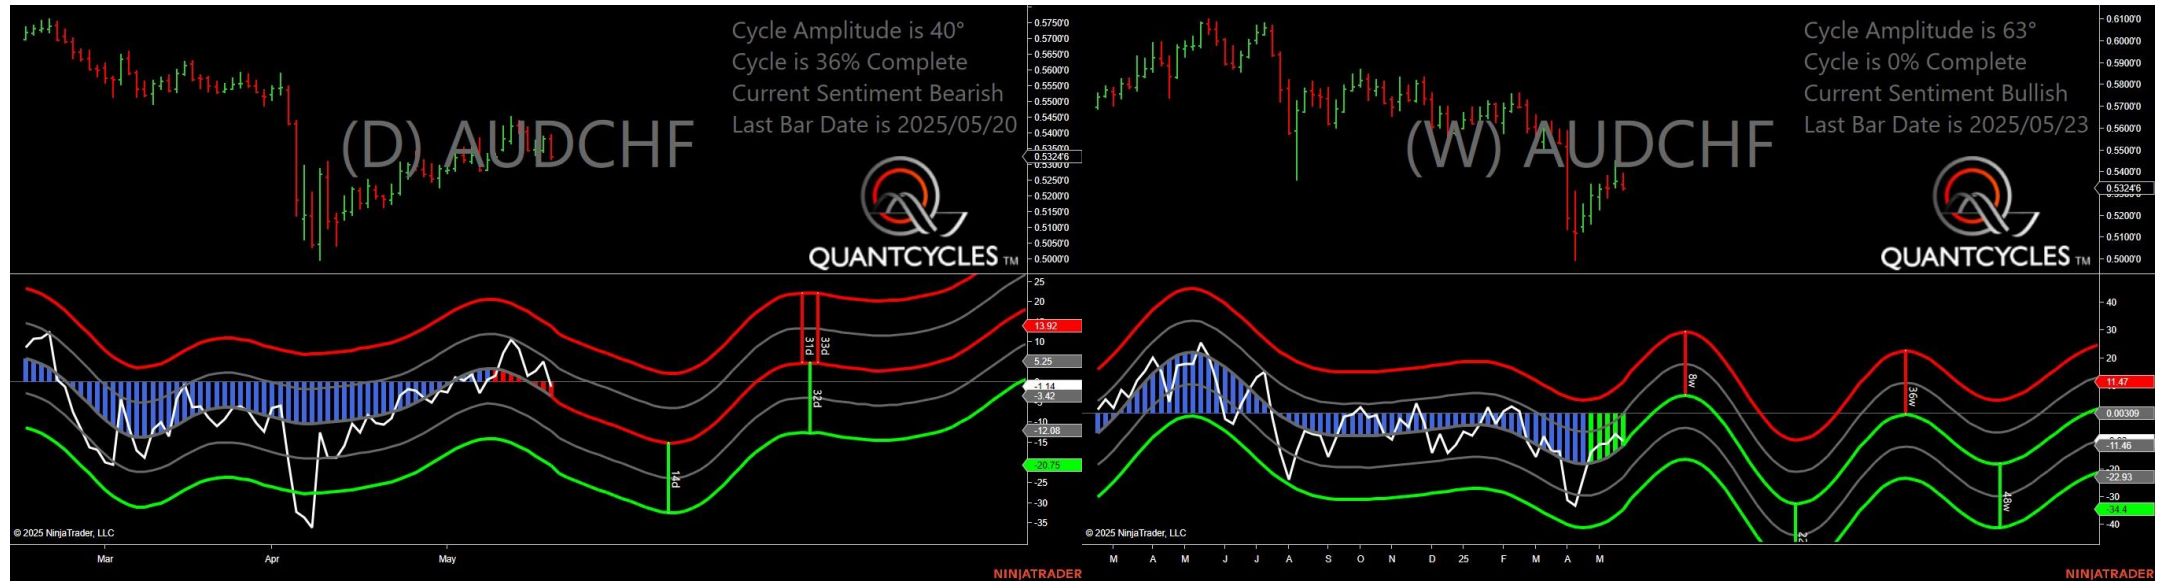 Cycle Amplitude is 40°
Cycle is 36% Complete
Current Sentiment Bearish
Last Bar Date is 2025/05/20
(D) AUDCHF
QUANTCYCLES TM
0.5750'0
0.5700'0
0.5650'0
0.5600'0
0.5550'0
0.5500'0
0.5450'0
0.5400'0
0.5324'6
0.5300'0
0.5250'0
0.5200'0
0.5150'0
0.5100'0
0.5050'0
0.5000'0
25
20
13.92
10
5.25
-1.14
-3.42
-10
-12.08
-15
-20.75
-25
-30
-35
31d
33d
32d
14d
© 2025 NinjaTrader, LLC
Mar
Apr
May
NINJATRADER
Cycle Amplitude is 63°
Cycle is 0% Complete
Current Sentiment Bullish
Last Bar Date is 2025/05/23
(W) AUDCHF
QUANTCYCLES TM
0.6100'0
0.6000'0
0.5900'0
0.5800'0
0.5700'0
0.5600'0
0.5500'0
0.5400'0
0.5324'6
0.5200'0
0.5100'0
0.5000'0
40
30
20
11.47
0.00309
-11.46
-20
-22.93
-30
-34.4
-40
8w
36w
48w
© 2025 NinjaTrader, LLC
M
A
M
J
J
A
S
O
N
D
25
F
M
A
M
NINJATRADER